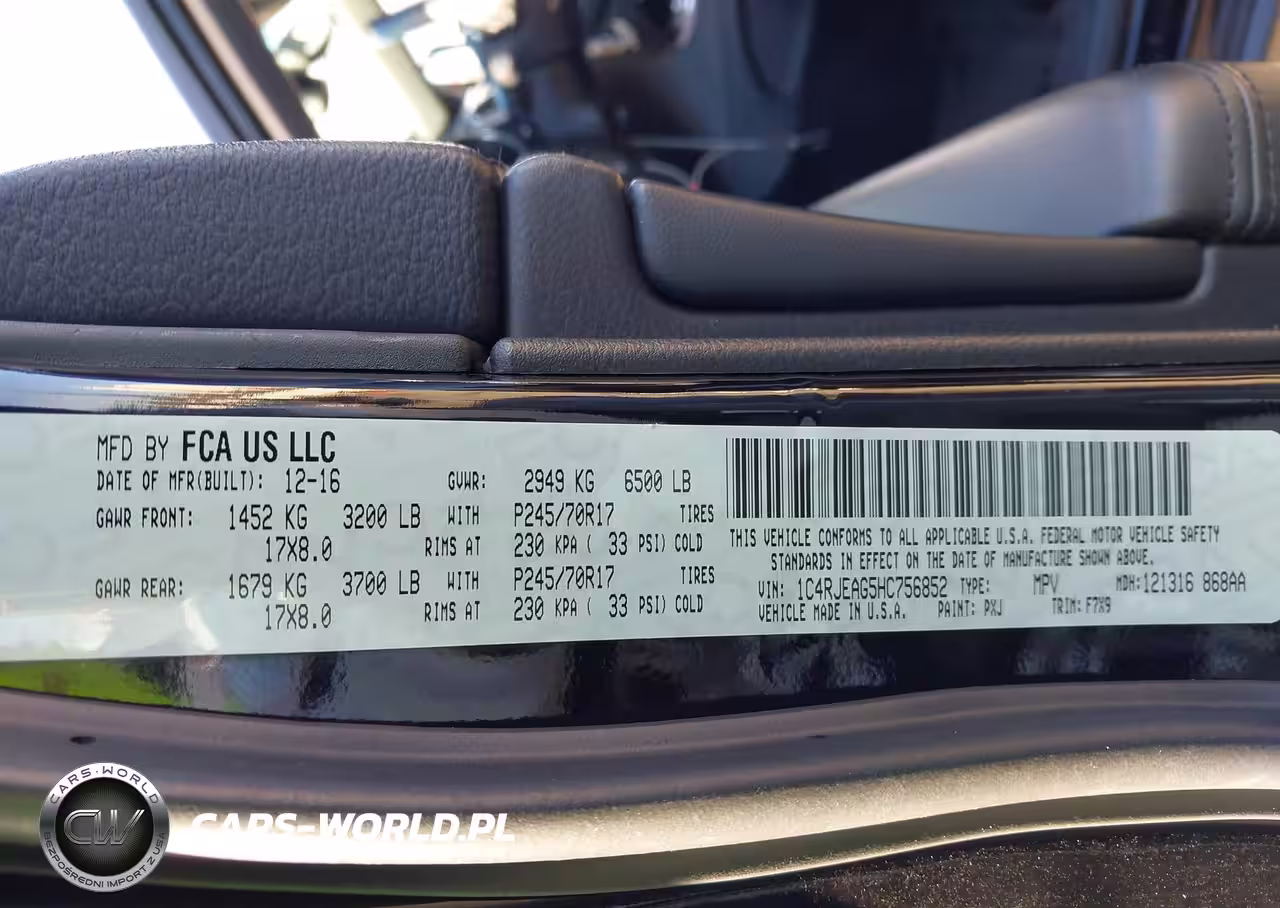 MFD BY FCA US LLC
DATE OF MFR(BUILT): 12-16 GVWR: 2949 KG 6500 LB
GAWR FRONT: 1452 KG 3200 LB WITH P245/70R17 TIRES
17X8.0 RIMS AT 230 KPA ( 33 PSI) COLD
GAWR REAR: 1679 KG 3700 LB WITH P245/70R17 TIRES
17X8.0 RIMS AT 230 KPA ( 33 PSI) COLD
THIS VEHICLE CONFORMS TO ALL APPLICABLE U.S.A. FEDERAL MOTOR VEHICLE SAFETY
STANDARDS IN EFFECT ON THE DATE OF MANUFACTURE SHOWN ABOVE.
VIN: 1C4RJEAG5HC756852 TYPE: MPV MDH:121316 868AA
VEHICLE MADE IN U.S.A. PAINT: PXJ TRIM: F7X9
CARS-WORLD
CW
BEZPOŚREDNI IMPORT Z USA
CARS-WORLD.PL